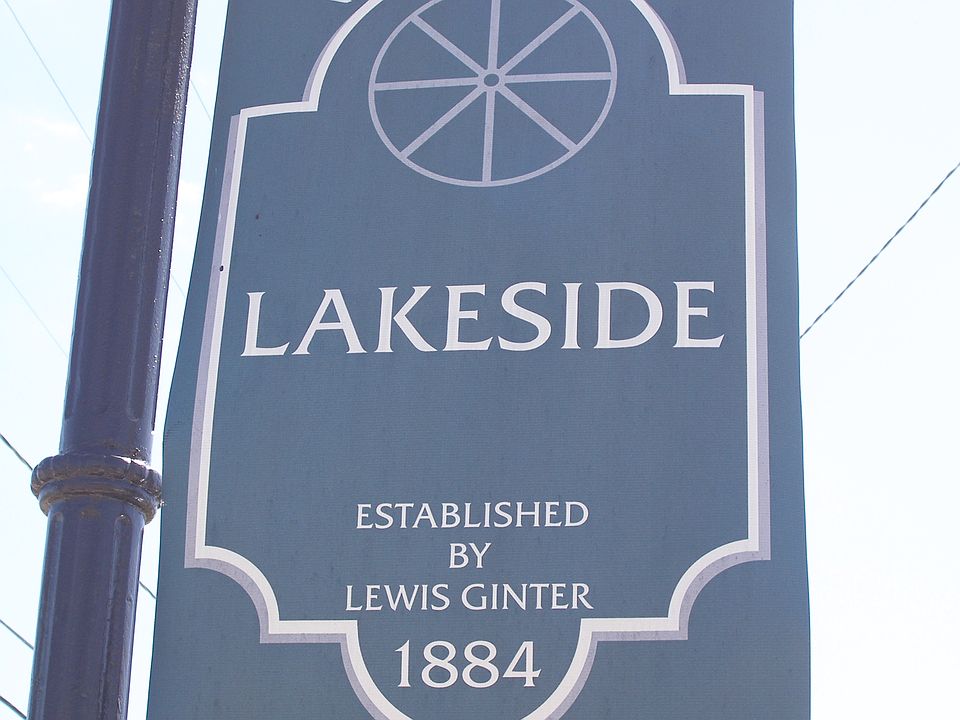 LAKESIDE
ESTABLISHED
BY
LEWIS GINTER
1884